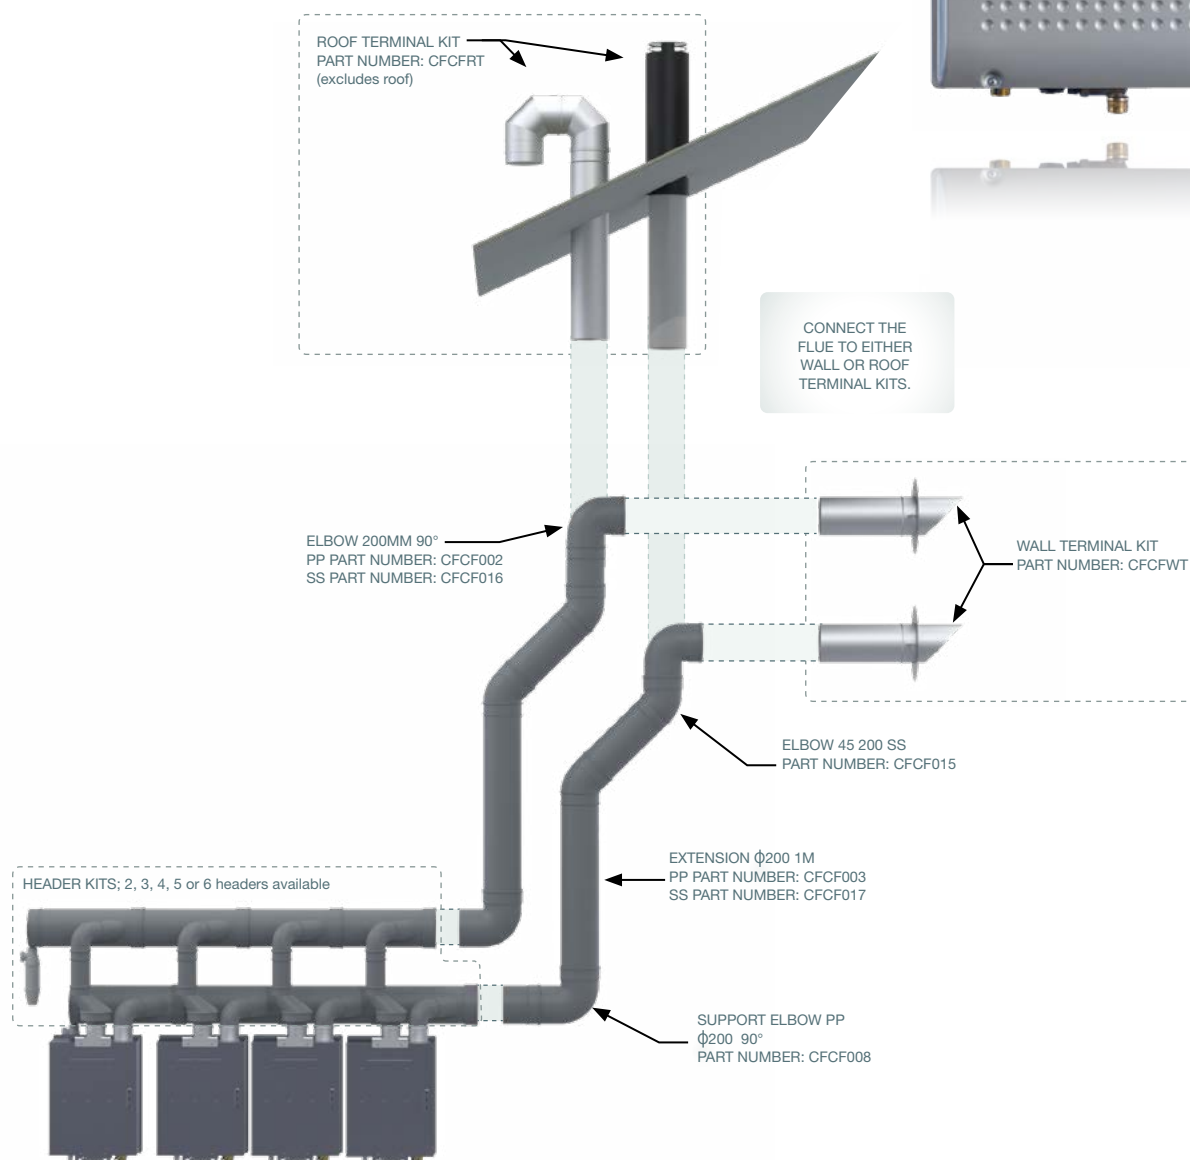 ROOF TERMINAL KIT
PART NUMBER: CFCFRT
(excludes roof)
CONNECT THE
FLUE TO EITHER
WALL OR ROOF
TERMINAL KITS.
ELBOW 200MM 90°
PP PART NUMBER: CFCF002
SS PART NUMBER: CFCF016
WALL TERMINAL KIT
PART NUMBER: CFCFWT
ELBOW 45 200 SS
PART NUMBER: CFCF015
EXTENSION ϕ200 1M
PP PART NUMBER: CFCF003
SS PART NUMBER: CFCF017
HEADER KITS; 2, 3, 4, 5 or 6 headers available
SUPPORT ELBOW PP
ϕ200 90°
PART NUMBER: CFCF008